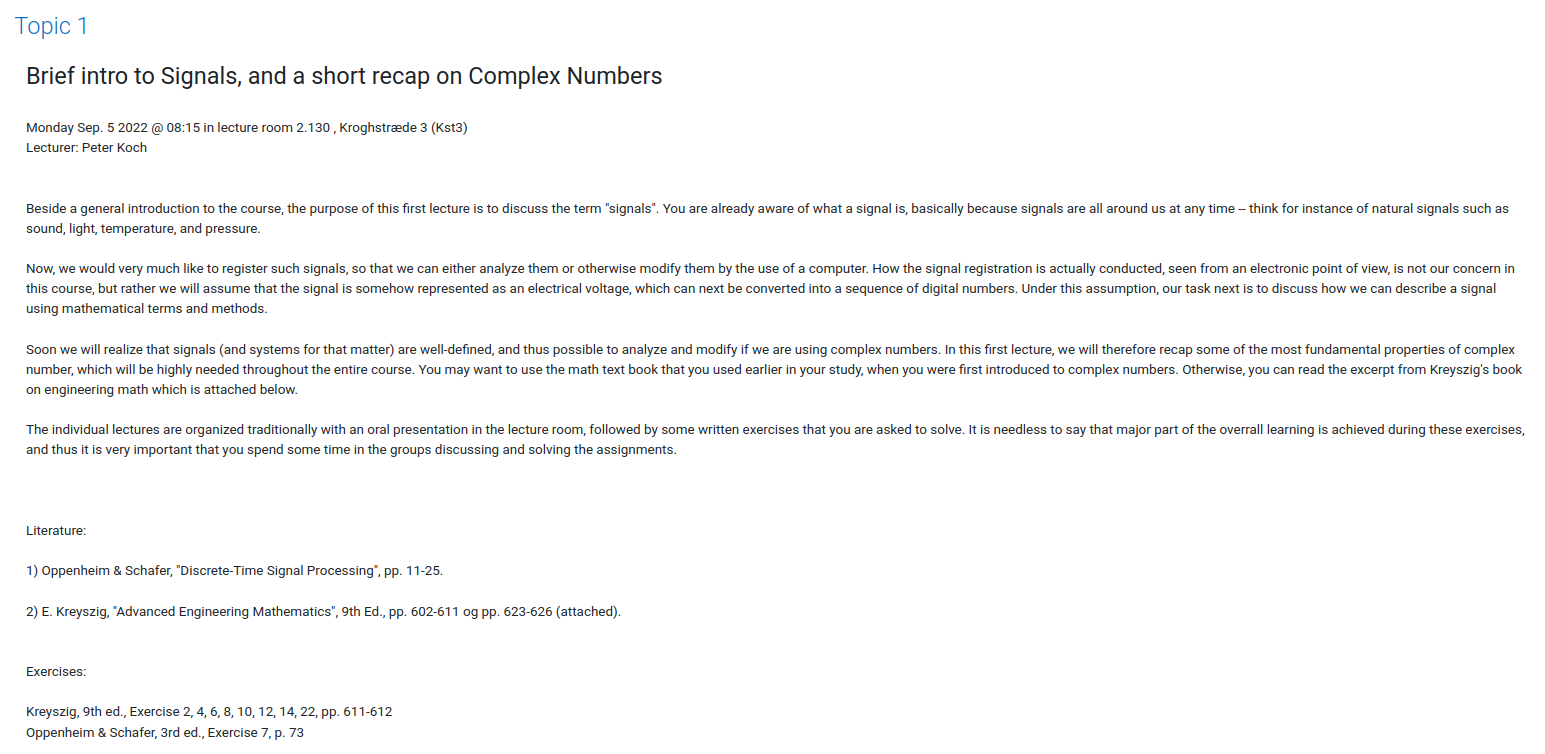 Topic 1
Brief intro to Signals, and a short recap on Complex Numbers
Monday Sep. 5 2022 @ 08:15 in lecture room 2.130 , Kroghstræde 3 (Kst3)
Lecturer: Peter Koch
Beside a general introduction to the course, the purpose of this first lecture is to discuss the term "signals". You are already aware of what a signal is, basically because signals are all around us at any time -- think for instance of natural signals such as
sound, light, temperature, and pressure.
Now, we would very much like to register such signals, so that we can either analyze them or otherwise modify them by the use of a computer. How the signal registration is actually conducted, seen from an electronic point of view, is not our concern in
this course, but rather we will assume that the signal is somehow represented as an electrical voltage, which can next be converted into a sequence of digital numbers. Under this assumption, our task next is to discuss how we can describe a signal
using mathematical terms and methods.
Soon we will realize that signals (and systems for that matter) are well-defined, and thus possible to analyze and modify if we are using complex numbers. In this first lecture, we will therefore recap some of the most fundamental properties of complex
number, which will be highly needed throughout the entire course. You may want to use the math text book that you used earlier in your study, when you were first introduced to complex numbers. Otherwise, you can read the excerpt from Kreyszig's book
on engineering math which is attached below.
The individual lectures are organized traditionally with an oral presentation in the lecture room, followed by some written exercises that you are asked to solve. It is needless to say that major part of the overrall learning is achieved during these exercises,
and thus it is very important that you spend some time in the groups discussing and solving the assignments.
Literature:
1) Oppenheim & Schafer, "Discrete-Time Signal Processing", pp. 11-25.
2) E. Kreyszig, "Advanced Engineering Mathematics", 9th Ed., pp. 602-611 og pp. 623-626 (attached).
Exercises:
Kreyszig, 9th ed., Exercise 2, 4, 6, 8, 10, 12, 14, 22, pp. 611-612
Oppenheim & Schafer, 3rd ed., Exercise 7, p. 73